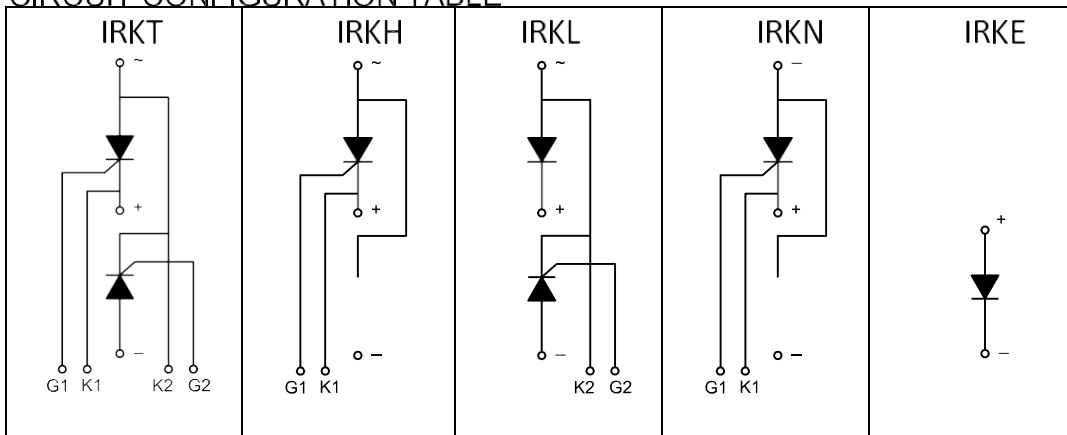 CIRCUIT CONFIGURATION TABLE
IRKT IRKH IRKL IRKN IRKE
~ ~ ~ –
+ + + + +
– – – – –
G1 K1 K2 G2 G1 K1 K2 G2 G1 K1